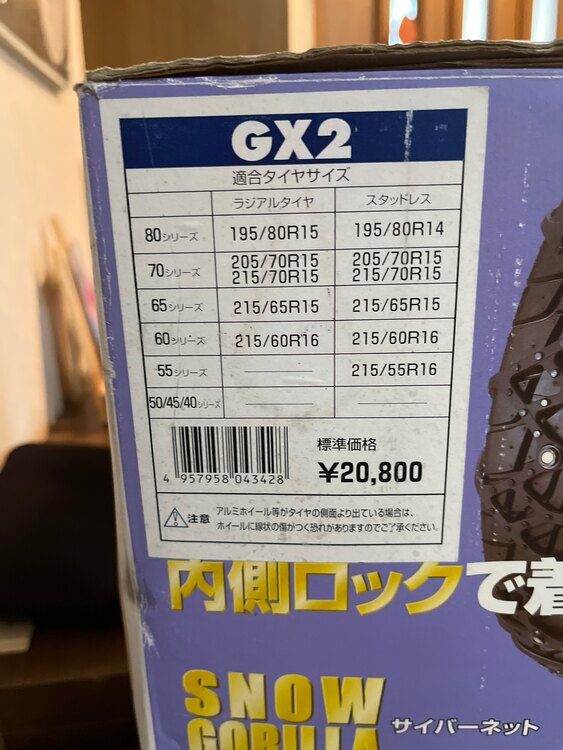 GX2
適合タイヤサイズ
ラジアルタイヤ スタッドレス
80シリーズ 195/80R15 195/80R14
70シリーズ 205/70R15 215/70R15 205/70R15 215/70R15
65シリーズ 215/65R15 215/65R15
60シリーズ 215/60R16 215/60R16
55シリーズ 215/55R16
50/45/40シリーズ
標準価格
¥20,800
4 957958 043428
注意 アルミホイール等がタイヤの側面より出ている場合は、
ホイールに線状の傷がつく恐れがありますのでご了承ください。
内側ロックで着
SNOW
GORILLA サイバーネット